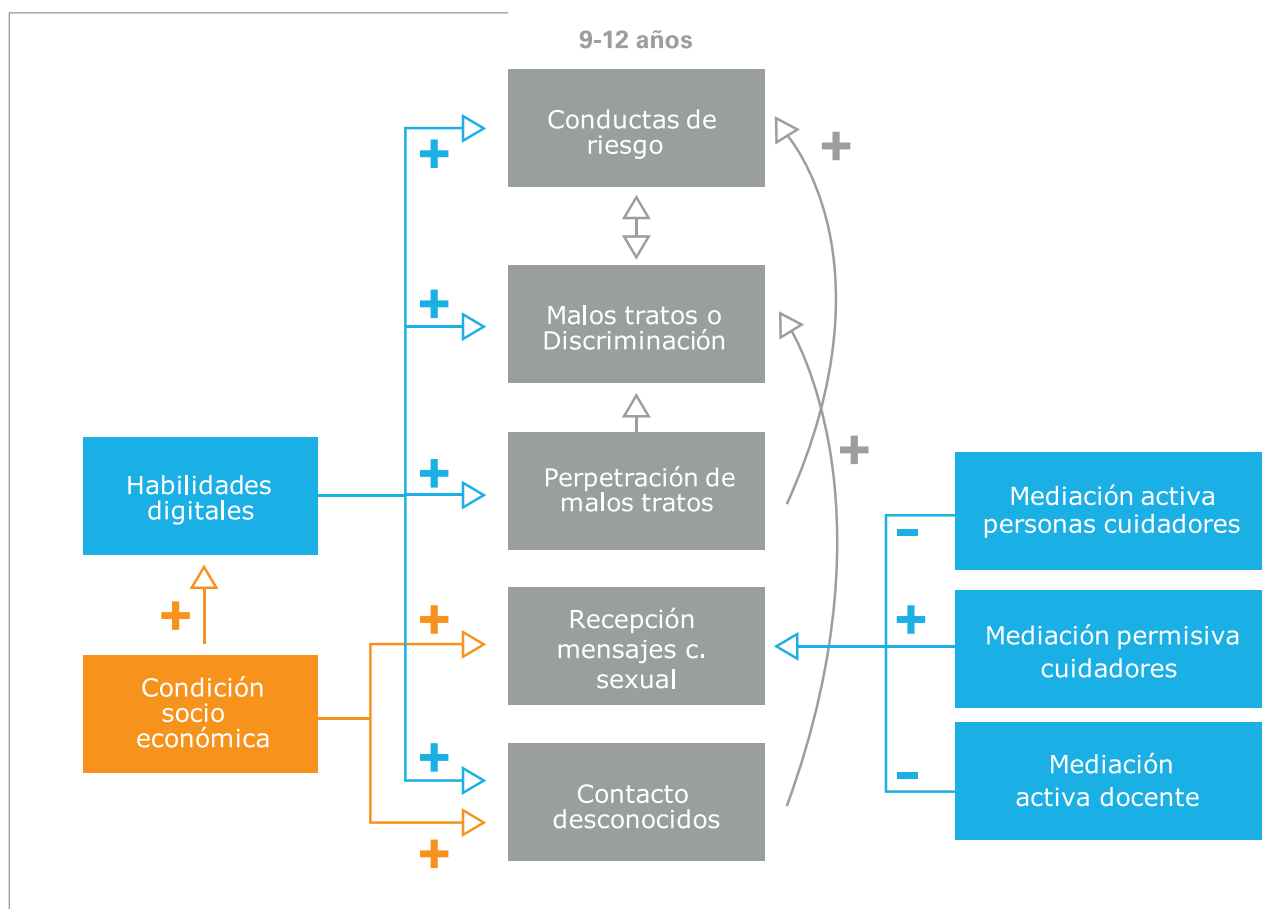 9-12 años
Conductas de
riesgo
+
+
Malos tratos o
Discriminación
+
Habilidades
digitales
+
Perpetración de
malos tratos
+
Mediación activa
personas cuidadores
-
+
Condición
socio
económica
+
Recepción
mensajes c.
sexual
+
Mediación permisiva
cuidadores
+
Contacto
desconocidos
+
-
Mediación
activa docente